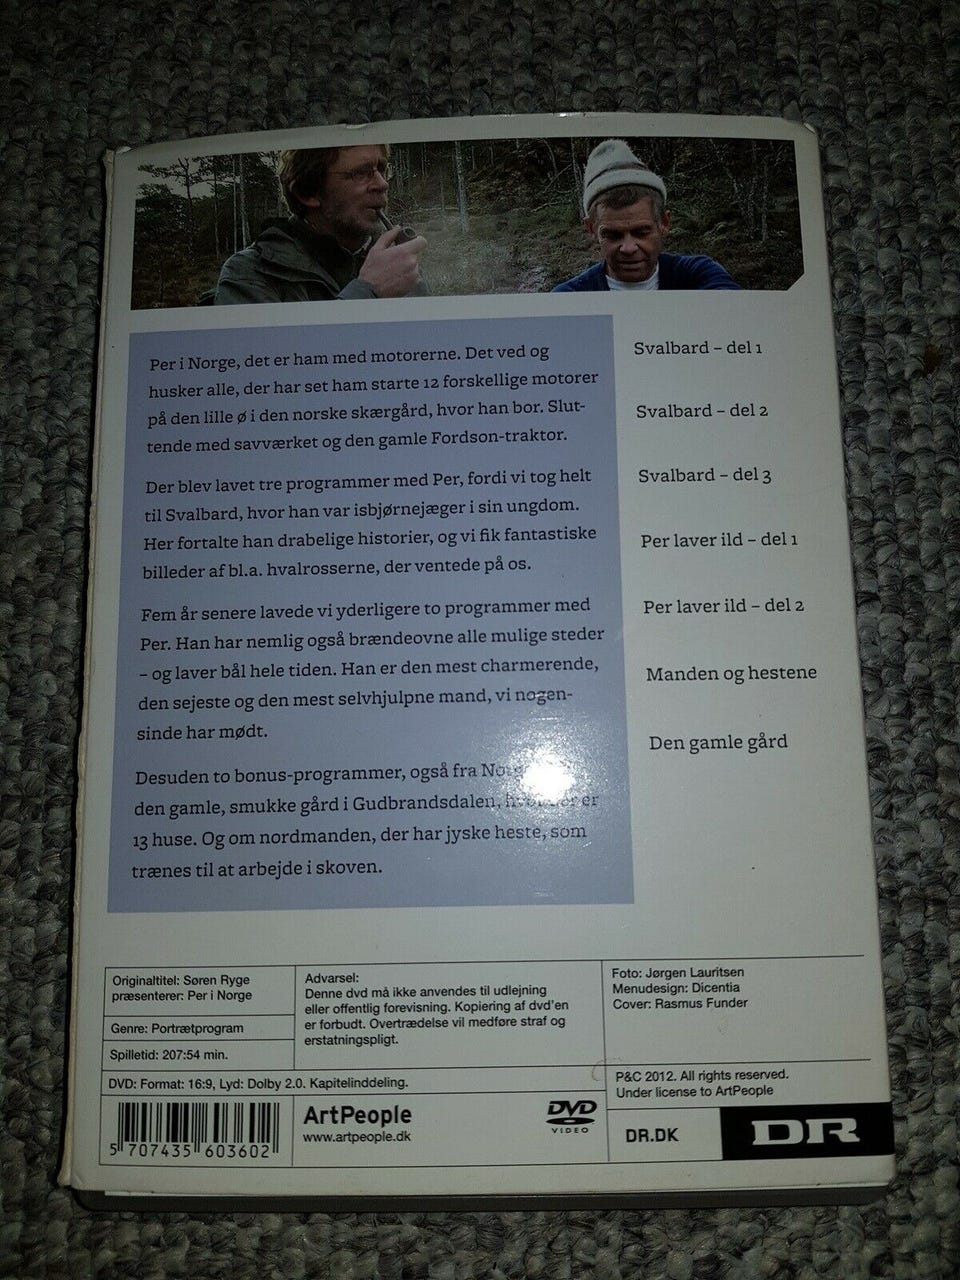 Per i Norge, det er ham med motorerne. Det ved og
husker alle, der har set ham starte 12 forskellige motorer
på den lille ø i den norske skærgård, hvor han bor. Slut-
tende med savværket og den gamle Fordson-traktor.
Der blev lavet tre programmer med Per, fordi vi tog helt
til Svalbard, hvor han var isbjørnejæger i sin ungdom.
Her fortalte han drabelige historier, og vi fik fantastiske
billeder af bl.a. hvalrosserne, der ventede på os.
Fem år senere lavede vi yderligere to programmer med
Per. Han har nemlig også brændeovne alle mulige steder
– og laver bål hele tiden. Han er den mest charmerende,
den sejeste og den mest selvhjulpne mand, vi nogen-
sinde har mødt.
Desuden to bonus-programmer, også fra
den gamle, smukke gård i Gudbrandsdalen, er
13 huse. Og om nordmanden, der har jyske heste, som
trænes til at arbejde i skoven.
Svalbard – del 1
Svalbard – del 2
Svalbard – del 3
Per laver ild – del 1
Per laver ild – del 2
Manden og hestene
Den gamle gård
Originaltitel: Søren Ryge
præsenterer: Per i Norge
Genre: Portrætprogram
Spilletid: 207:54 min.
DVD: Format: 16:9, Lyd: Dolby 2.0. Kapitelinddeling.
Advarsel:
Denne dvd må ikke anvendes til udlejning
eller offentlig forevisning. Kopiering af dvd'en
er forbudt. Overtrædelse vil medføre straf og
erstatningspligt.
Foto: Jørgen Lauritsen
Menudesign: Dicentia
Cover: Rasmus Funder
P&C 2012. All rights reserved.
Under license to ArtPeople
5 707435 603602
ArtPeople
www.artpeople.dk
DVD
VIDEO
DR.DK
DR